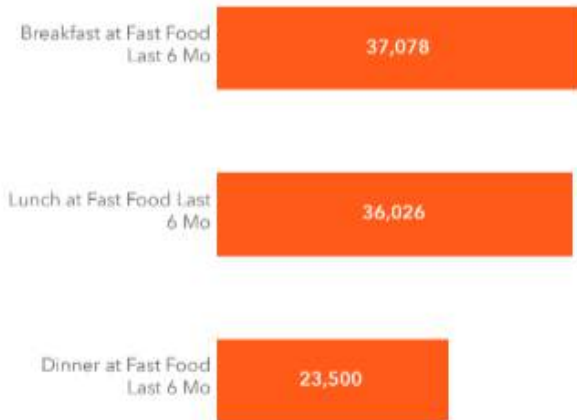 Breakfast at Fast Food
Last 6 Mo
37,078
Lunch at Fast Food Last
6 Mo
36,026
Dinner at Fast Food
Last 6 Mo
23,500